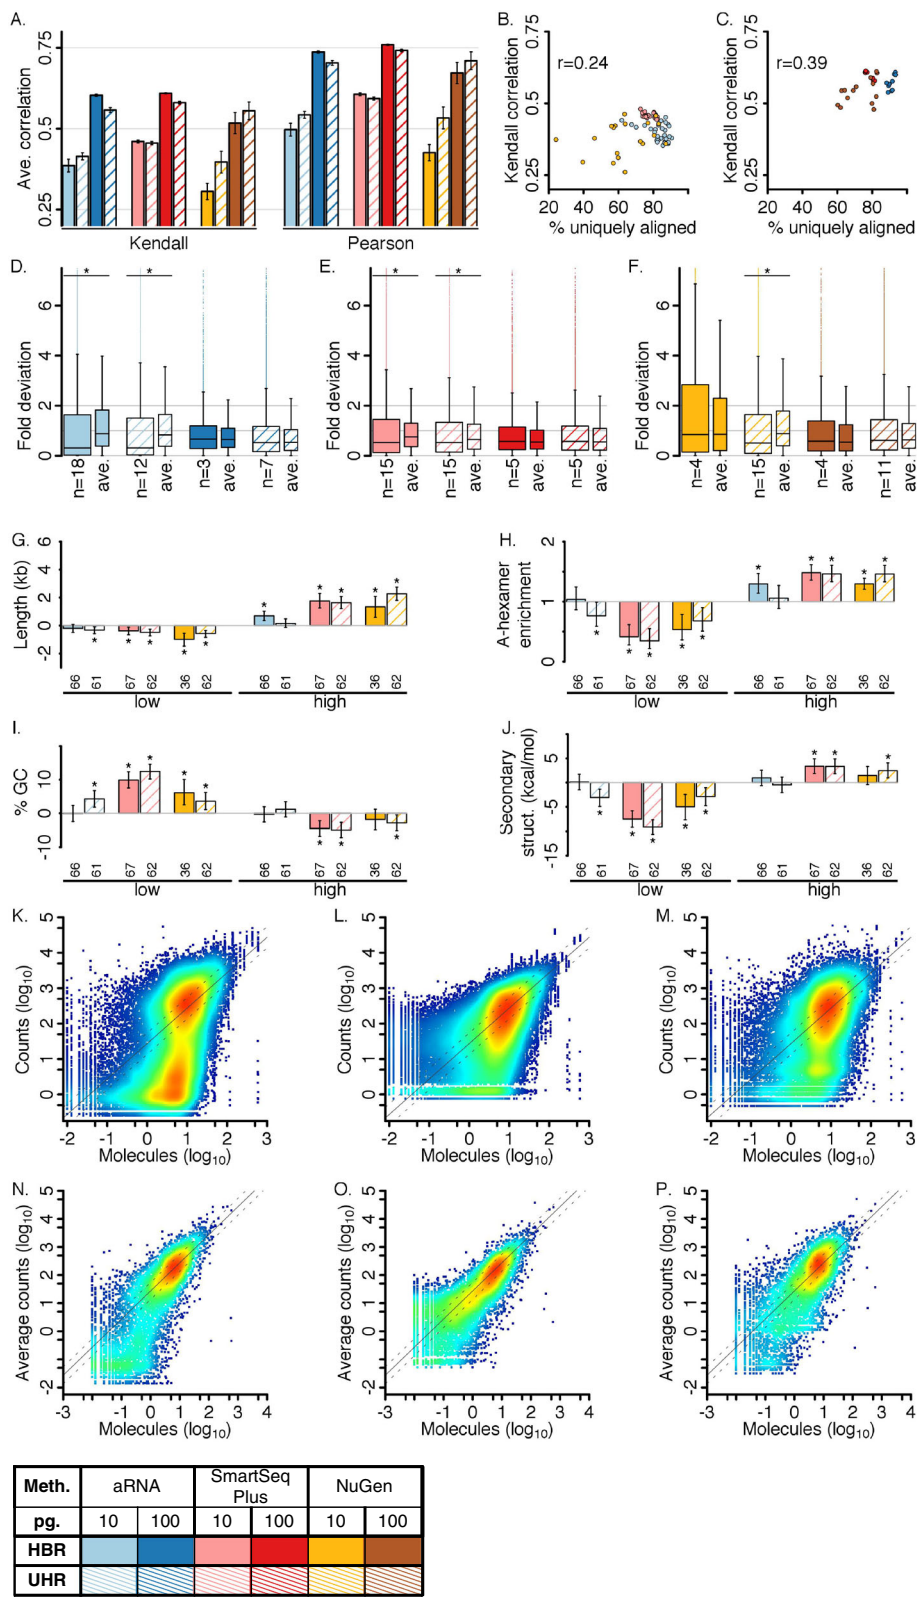 A.
B.
C.
Ave. correlation
0.25 0.5 0.75
Kendall
Pearson
Kendall correlation
0.25 0.5 0.75
r=0.24
20 40 60 80
% uniquely aligned
Kendall correlation
0.25 0.5 0.75
r=0.39
20 40 60 80
% uniquely aligned
D.
Fold deviation
0 2 4 6
* *
n=18 ave. n=12 ave. n=3 ave. n=7 ave.
E.
Fold deviation
0 2 4 6
* *
n=15 ave. n=15 ave. n=5 ave. n=5 ave.
F.
Fold deviation
0 2 4 6
*
n=4 ave. n=15 ave. n=4 ave. n=11 ave.
G.
Length (kb)
-2 0 2 4 6
* * * * * * * * * *
66 61 67 62 36 62 66 61 67 62 36 62
low high
H.
A-hexamer
enrichment
0 1 2
* * * * * * * * * *
66 61 67 62 36 62 66 61 67 62 36 62
low high
I.
% GC
-10 0 10
* * * * * * * *
66 61 67 62 36 62 66 61 67 62 36 62
low high
J.
Secondary
struct. (kcal/mol)
-15 -5 5
* * * * * * * *
66 61 67 62 36 62 66 61 67 62 36 62
low high
K.
Counts (log10)
0 1 2 3 4 5
-2 -1 0 1 2 3
Molecules (log10)
L.
Counts (log10)
0 1 2 3 4 5
-2 -1 0 1 2 3
Molecules (log10)
M.
Counts (log10)
0 1 2 3 4 5
-2 -1 0 1 2 3
Molecules (log10)
N.
Average counts (log10)
-2 0 1 2 3 4 5
-3 -2 -1 0 1 2 3 4
Molecules (log10)
O.
Average counts (log10)
-2 0 1 2 3 4 5
-3 -2 -1 0 1 2 3 4
Molecules (log10)
P.
Average counts (log10)
-2 0 1 2 3 4 5
-3 -2 -1 0 1 2 3 4
Molecules (log10)
Meth. aRNA SmartSeq Plus NuGen
pg. 10 100 10 100 10 100
HBR
UHR